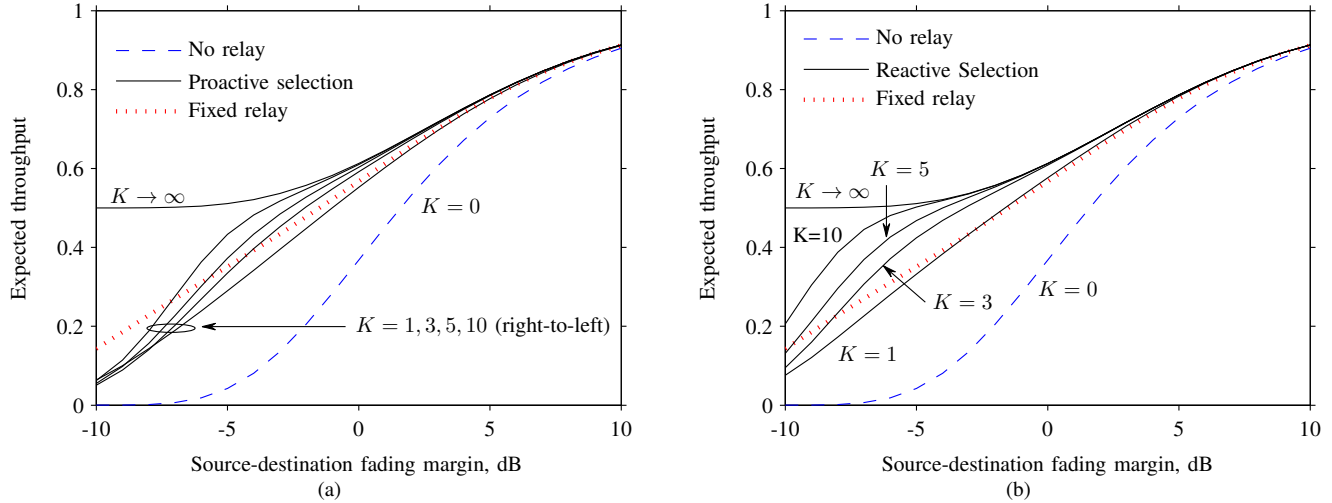 1
0.8
0.6
0.4
0.2
0
-10
-5
0
5
10
Expected throughput
Source-destination fading margin, dB
(a)
No relay
Proactive selection
Fixed relay
K → ∞
K = 0
K = 1, 3, 5, 10 (right-to-left)
1
0.8
0.6
0.4
0.2
0
-10
-5
0
5
10
Expected throughput
Source-destination fading margin, dB
(b)
No relay
Reactive Selection
Fixed relay
K = 5
K → ∞
K=10
K = 3
K = 0
K = 1